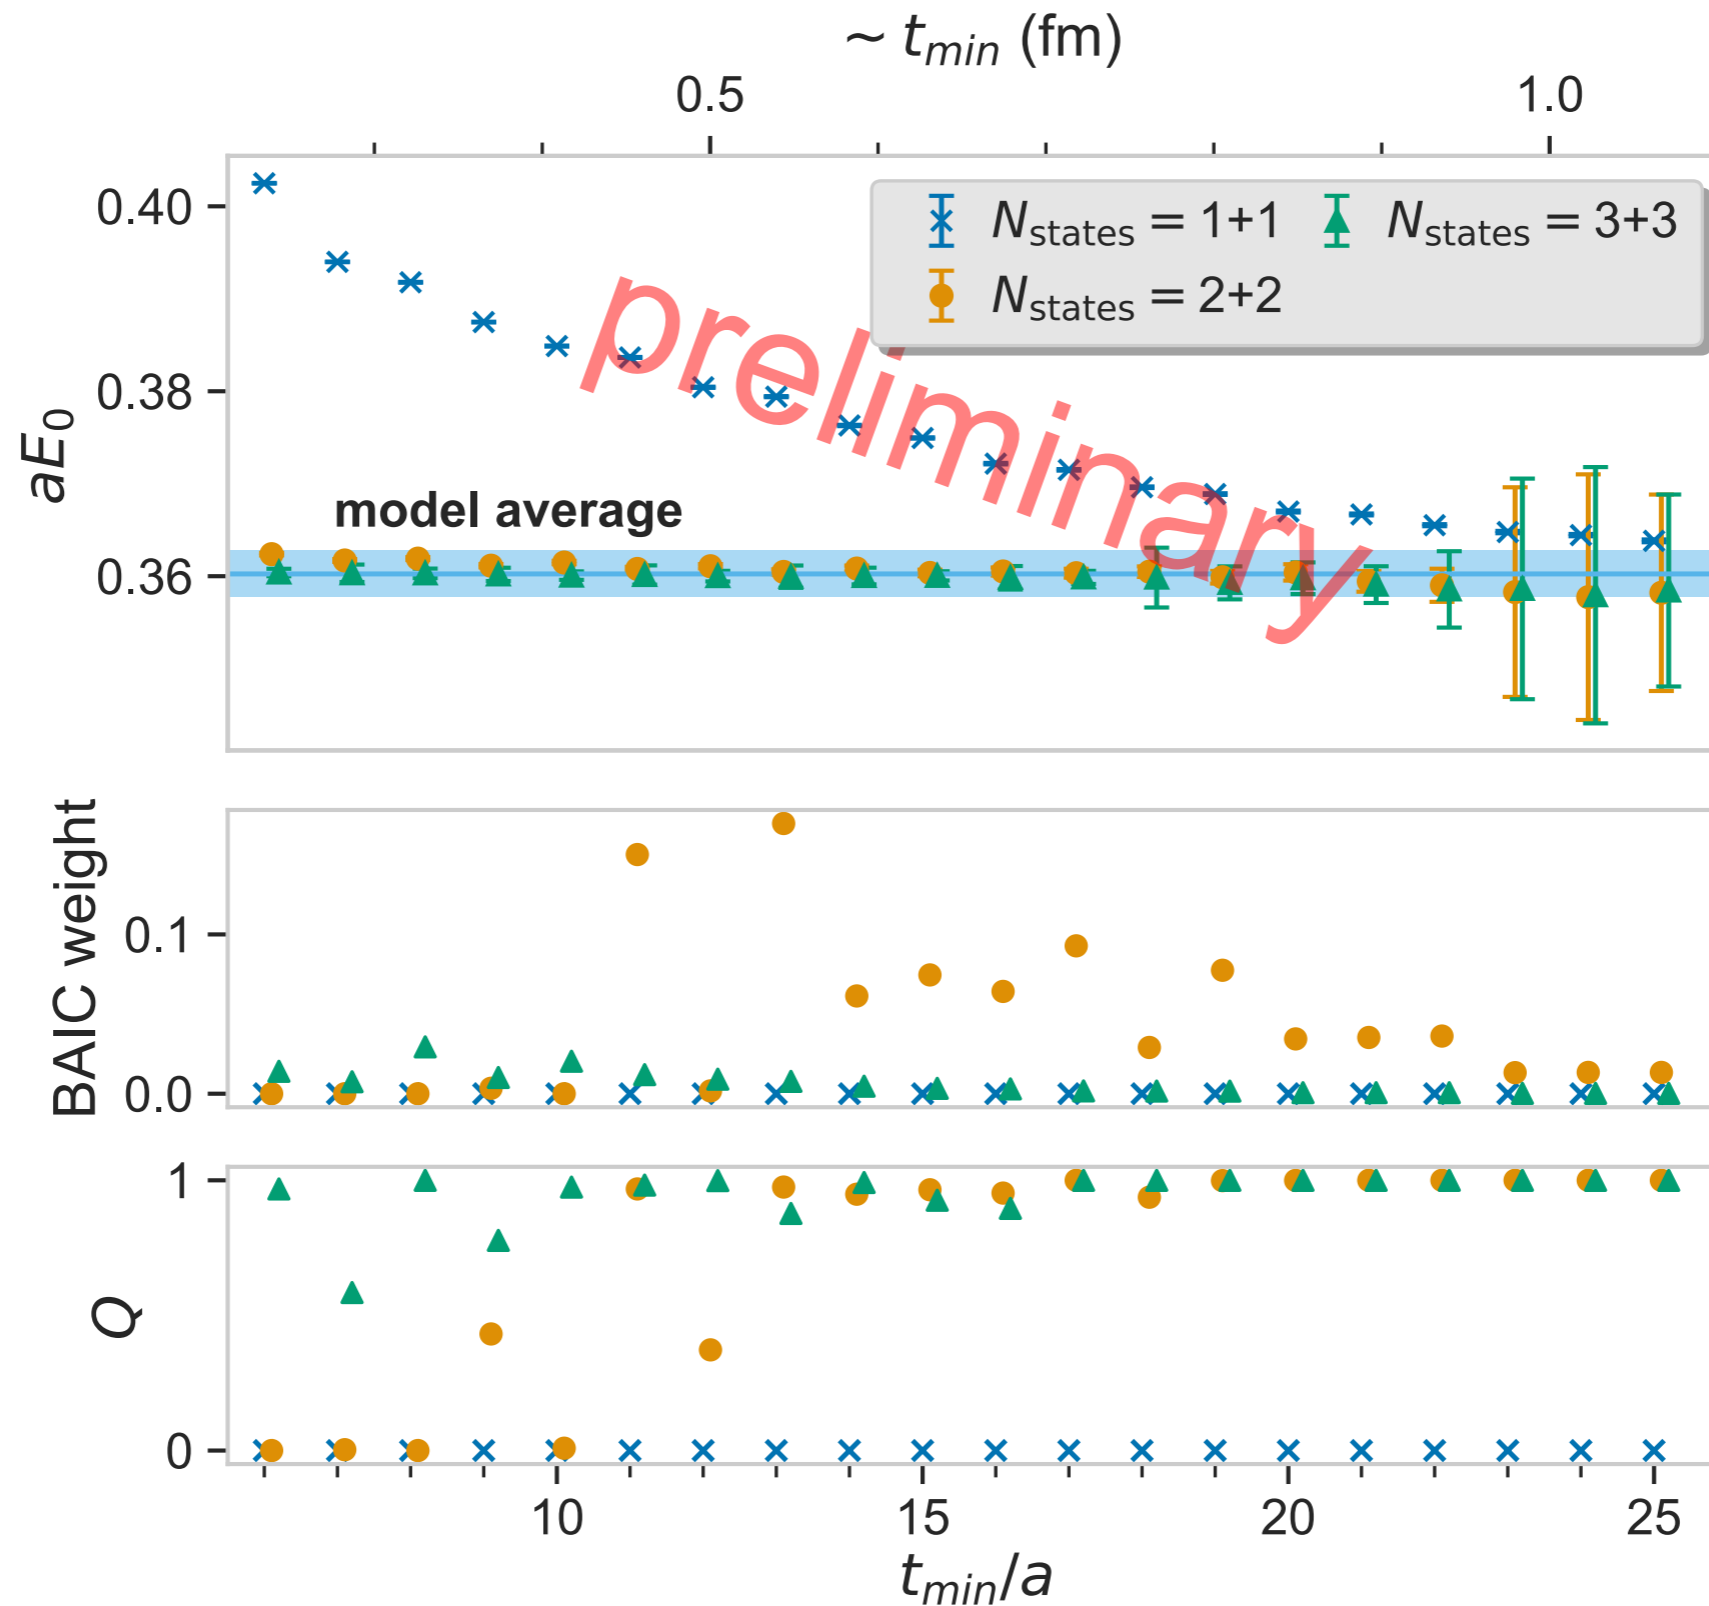 ~ t_min (fm)
0.5 1.0
N_states = 1+1 N_states = 3+3
N_states = 2+2
preliminary
model average
aE_0
0.40
0.38
0.36
BAIC weight
0.1
0.0
Q
1
0
10 15 20 25
t_min/a